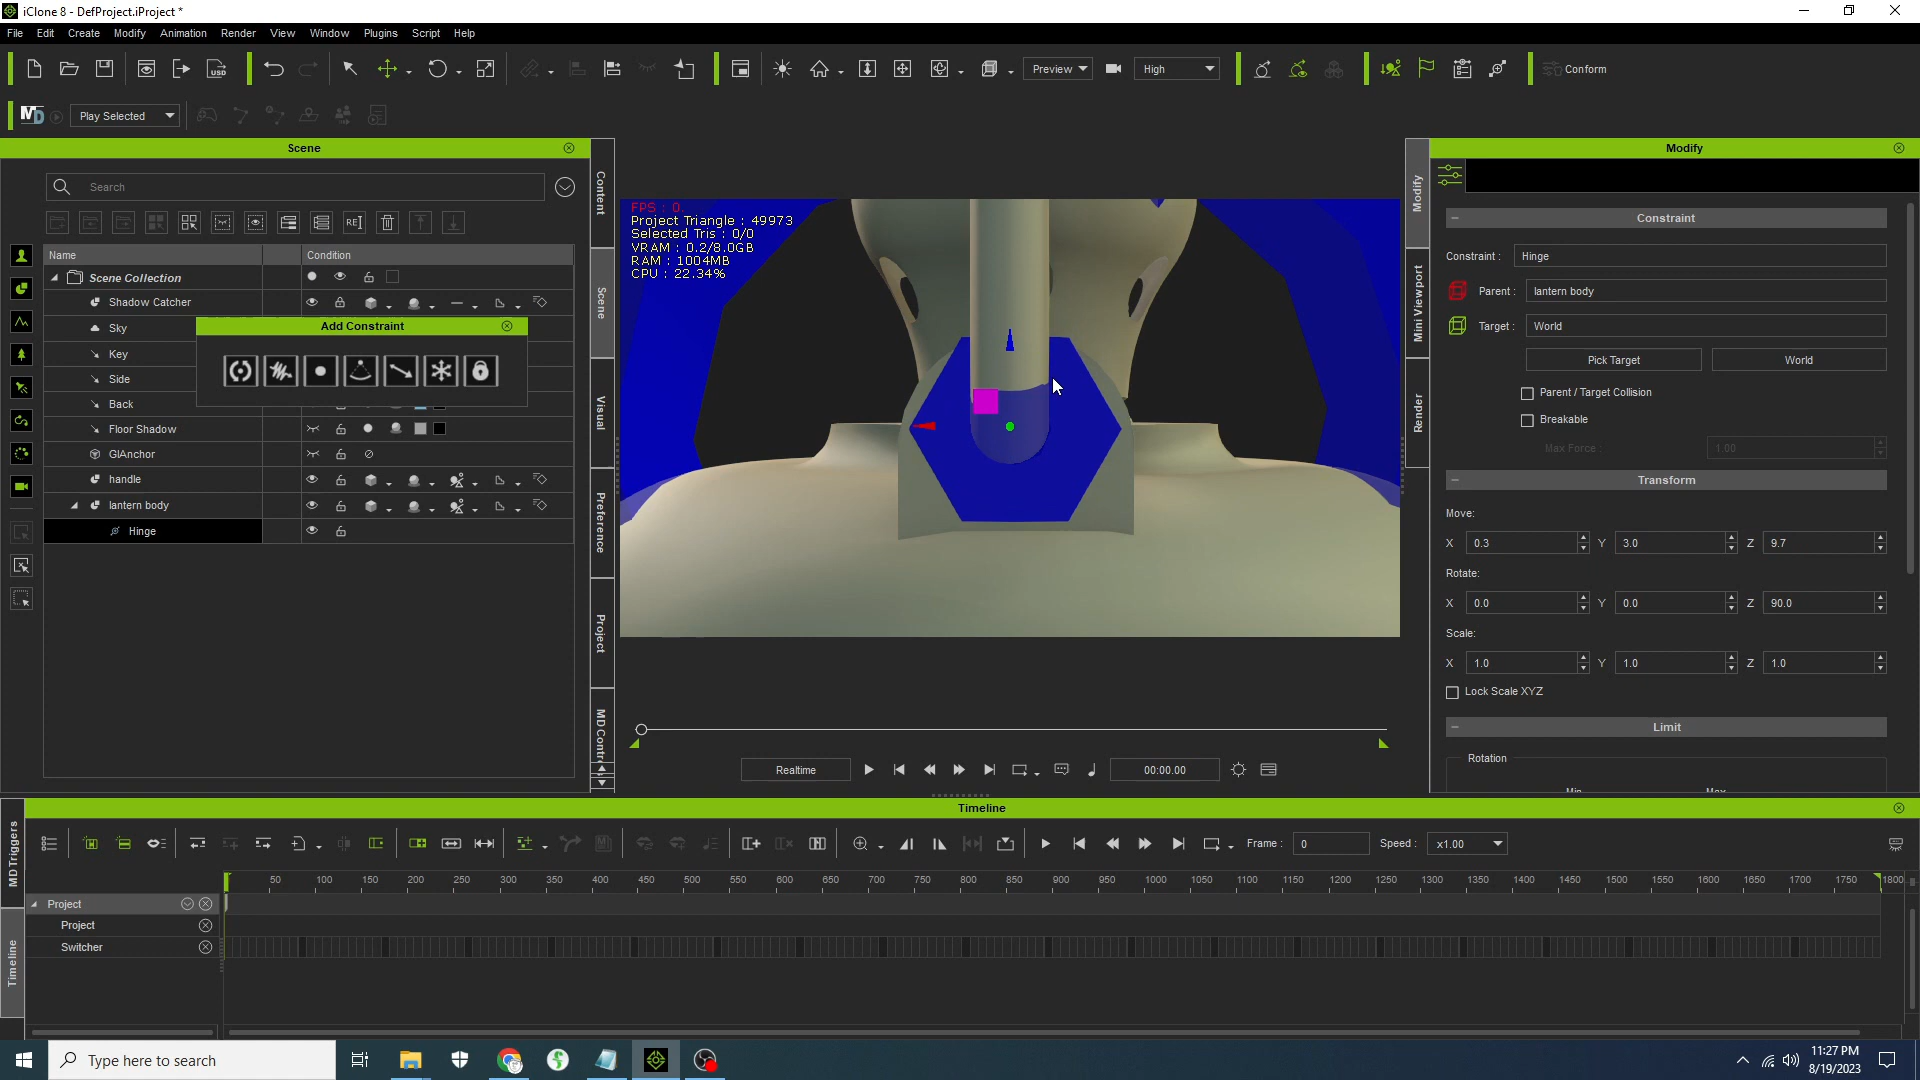 iClone 8 - DefProject.iProject *
File Edit Create Modify Animation Render View Window Plugins Script Help
USD Preview High Conform
MD Play Selected
Scene
Search
REI
Name Condition
Scene Collection
Shadow Catcher
Sky
Key
Side
Back
Floor Shadow
GIAnchor
handle
lantern body
Hinge
Add Constraint
Content
Scene
Visual
Preference
Project
MD Contr
FPS : 0.
Project Triangle : 49973
Selected Tris : 0/0
VRAM : 0.2/8.0GB
RAM : 1004MB
CPU : 22.34%
Realtime 00:00.00
Modify
Mini Viewport
Render
Modify
Constraint
Constraint : Hinge
Parent : lantern body
Target : World
Pick Target World
Parent / Target Collision
Breakable
Max Force : 1.00
Transform
Move:
X 0.3 Y 3.0 Z 9.7
Rotate:
X 0.0 Y 0.0 Z 90.0
Scale:
X 1.0 Y 1.0 Z 1.0
Lock Scale XYZ
Limit
Rotation
Min Max
Timeline
MD Triggers
Timeline
Frame : 0 Speed : x1.00
50 100 150 200 250 300 350 400 450 500 550 600 650 700 750 800 850 900 950 1000 1050 1100 1150 1200 1250 1300 1350 1400 1450 1500 1550 1600 1650 1700 1750 1800
Project
Project
Switcher
Type here to search
11:27 PM
8/19/2023